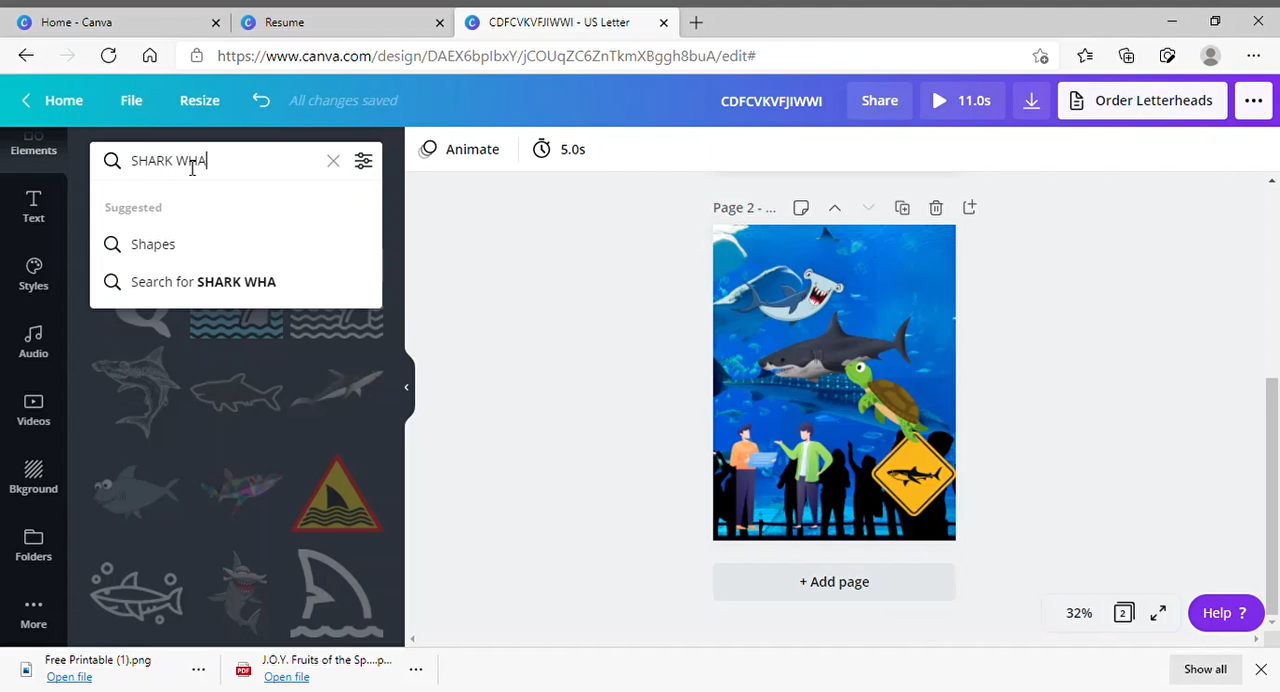 Home - Canva
Resume
CDFCVKVFJIWWI - US Letter
https://www.canva.com/design/DAEX6bpIbxY/jCOUqZC6ZnTkmXBggh8buA/edit#
Home
File
Resize
All changes saved
CDFCVKVFJIWWI
Share
11.0s
Order Letterheads
Elements
Text
Styles
Audio
Videos
Bkground
Folders
More
SHARK WHA
Suggested
Shapes
Search for SHARK WHA
Animate
5.0s
Page 2 - ...
+ Add page
32%
2
Help ?
Free Printable (1).png
Open file
J.O.Y. Fruits of the Sp....p...
Open file
Show all